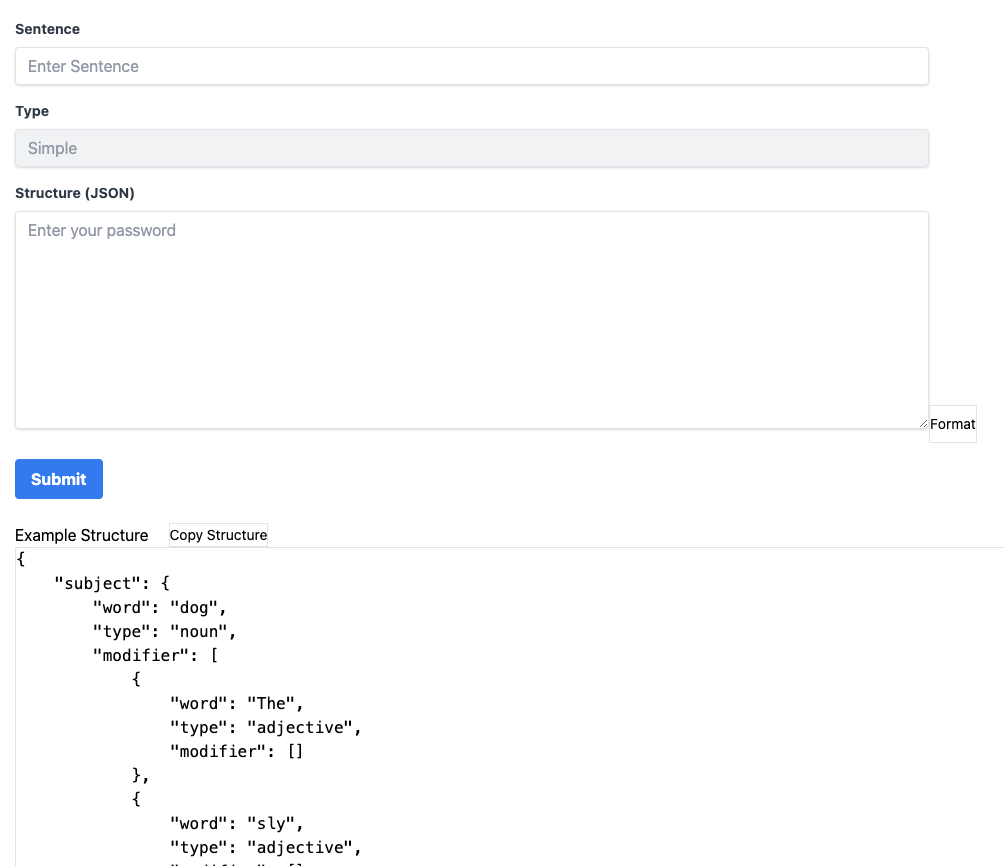 Sentence
Enter Sentence
Type
Simple
Structure (JSON)
Enter your password
Format
Submit
Example Structure Copy Structure
{
    "subject": {
        "word": "dog",
        "type": "noun",
        "modifier": [
            {
                "word": "The",
                "type": "adjective",
                "modifier": []
            },
            {
                "word": "sly",
                "type": "adjective",